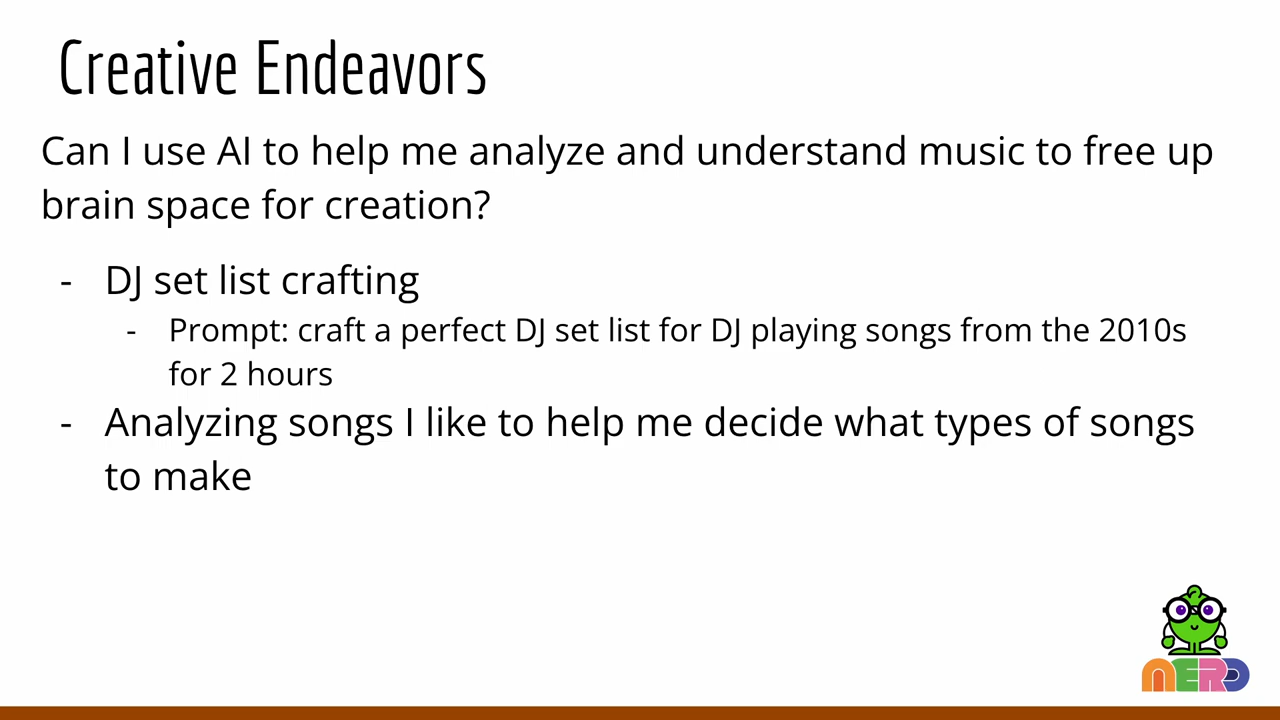 Creative Endeavors
Can I use AI to help me analyze and understand music to free up
brain space for creation?
- DJ set list crafting
- Prompt: craft a perfect DJ set list for DJ playing songs from the 2010s
for 2 hours
- Analyzing songs I like to help me decide what types of songs
to make
NERD